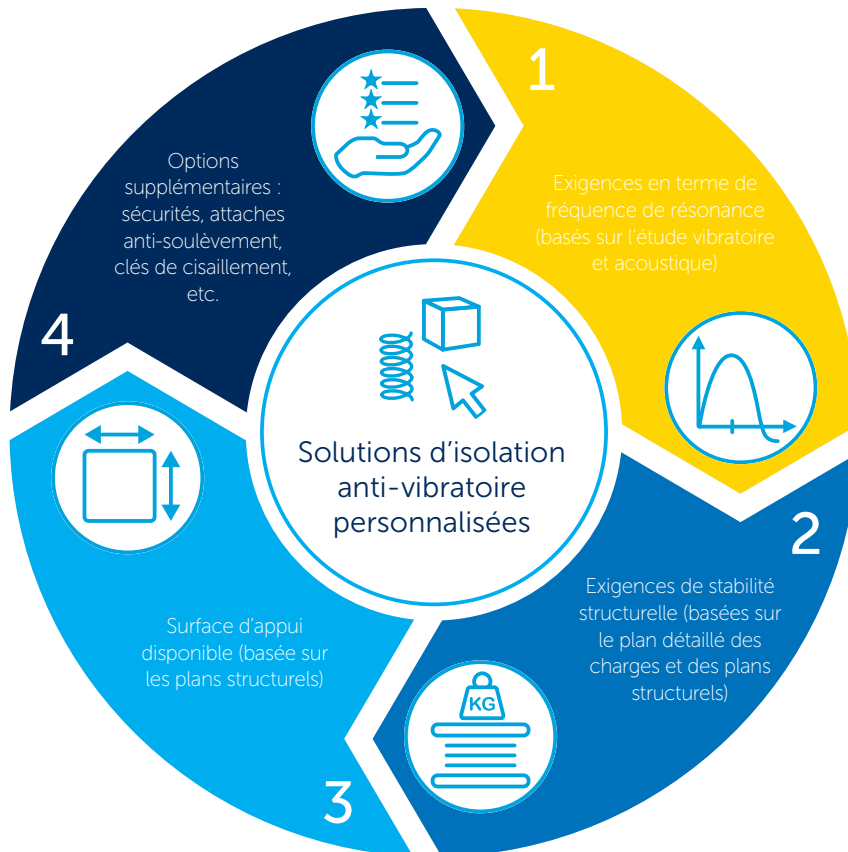 1
Exigences en terme de
fréquence de résonance
(basés sur l'étude vibratoire
et acoustique)
2
Exigences de stabilité
structurelle (basées sur
le plan détaillé des
charges et des plans
structurels)
KG
3
Surface d'appui
disponible (basée sur
les plans structurels)
4
Options
supplémentaires :
sécurités, attaches
anti-soulèvement,
clés de cisaillement,
etc.
Solutions d'isolation
anti-vibratoire
personnalisées